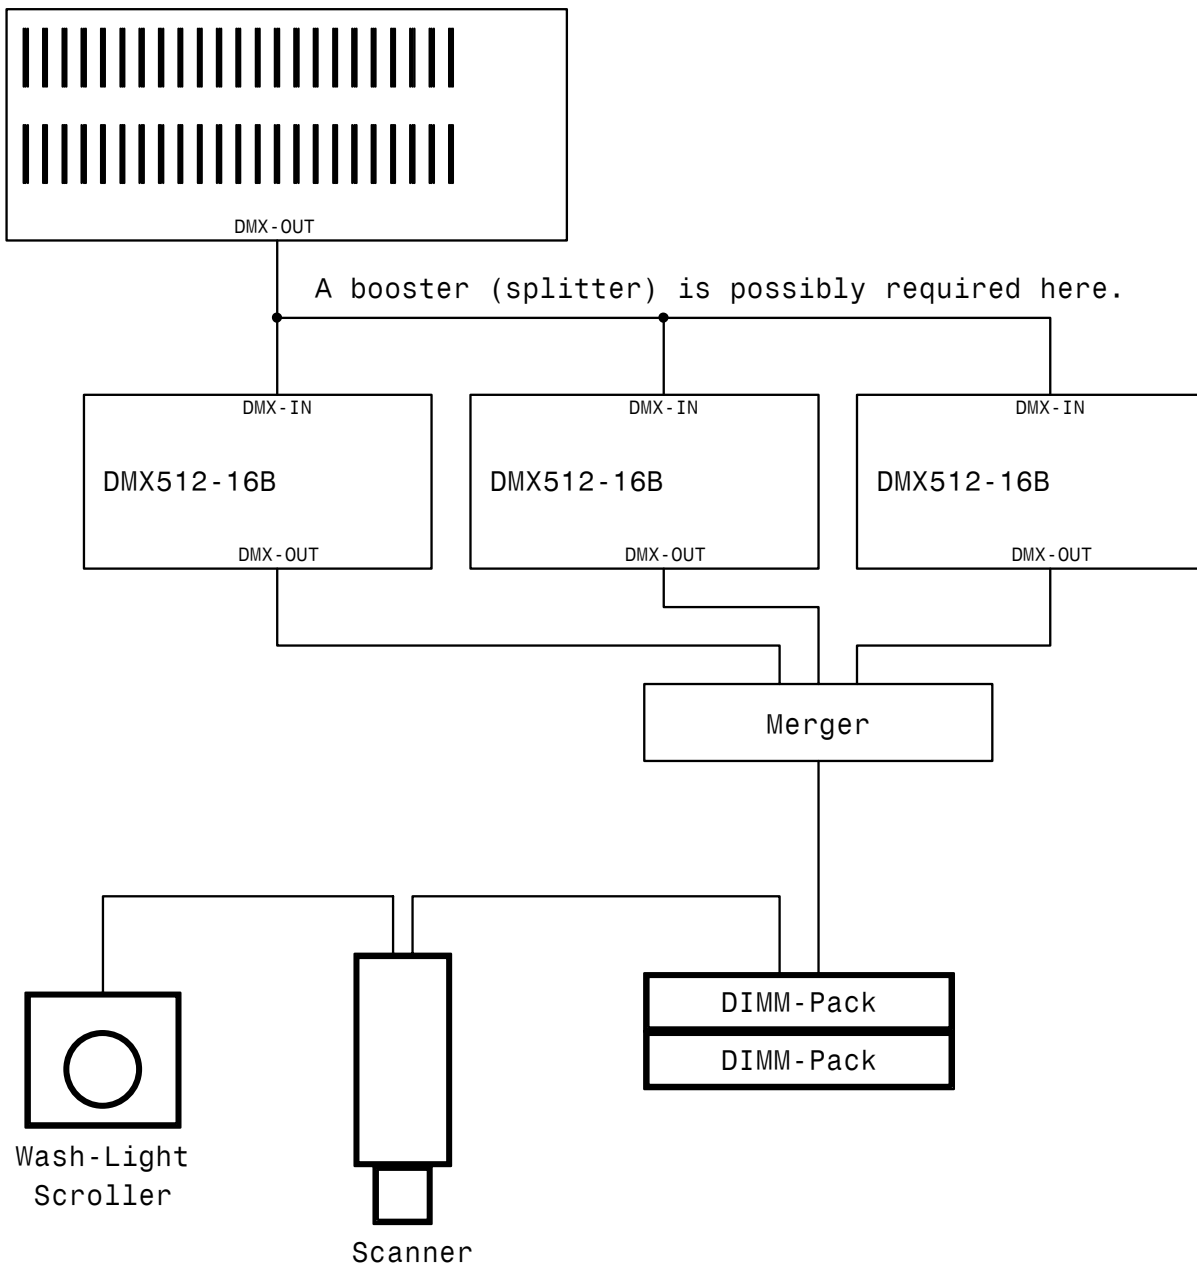 DMX-OUT
A booster (splitter) is possibly required here.
DMX-IN
DMX-IN
DMX-IN
DMX512-16B
DMX512-16B
DMX512-16B
DMX-OUT
DMX-OUT
DMX-OUT
Merger
DIMM-Pack
DIMM-Pack
Wash-Light
Scroller
Scanner